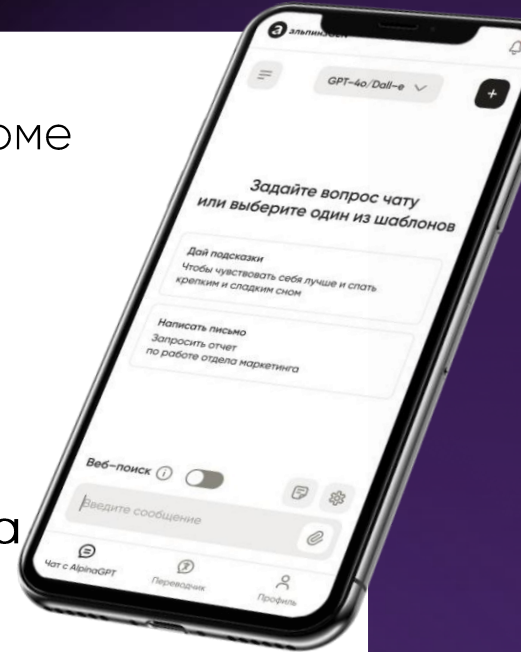 оме
а
GPT-4o/Dall-e
Задайте вопрос чату
или выберите один из шаблонов
Дай подсказки
Чтобы чувствовать себя лучше и спать
крепким и сладким сном
Написать письмо
Запросить отчет
по работе отдела маркетинга
Веб-поиск
Введите сообщение
Чат с AlpinaGPT
Переводчик
Профиль